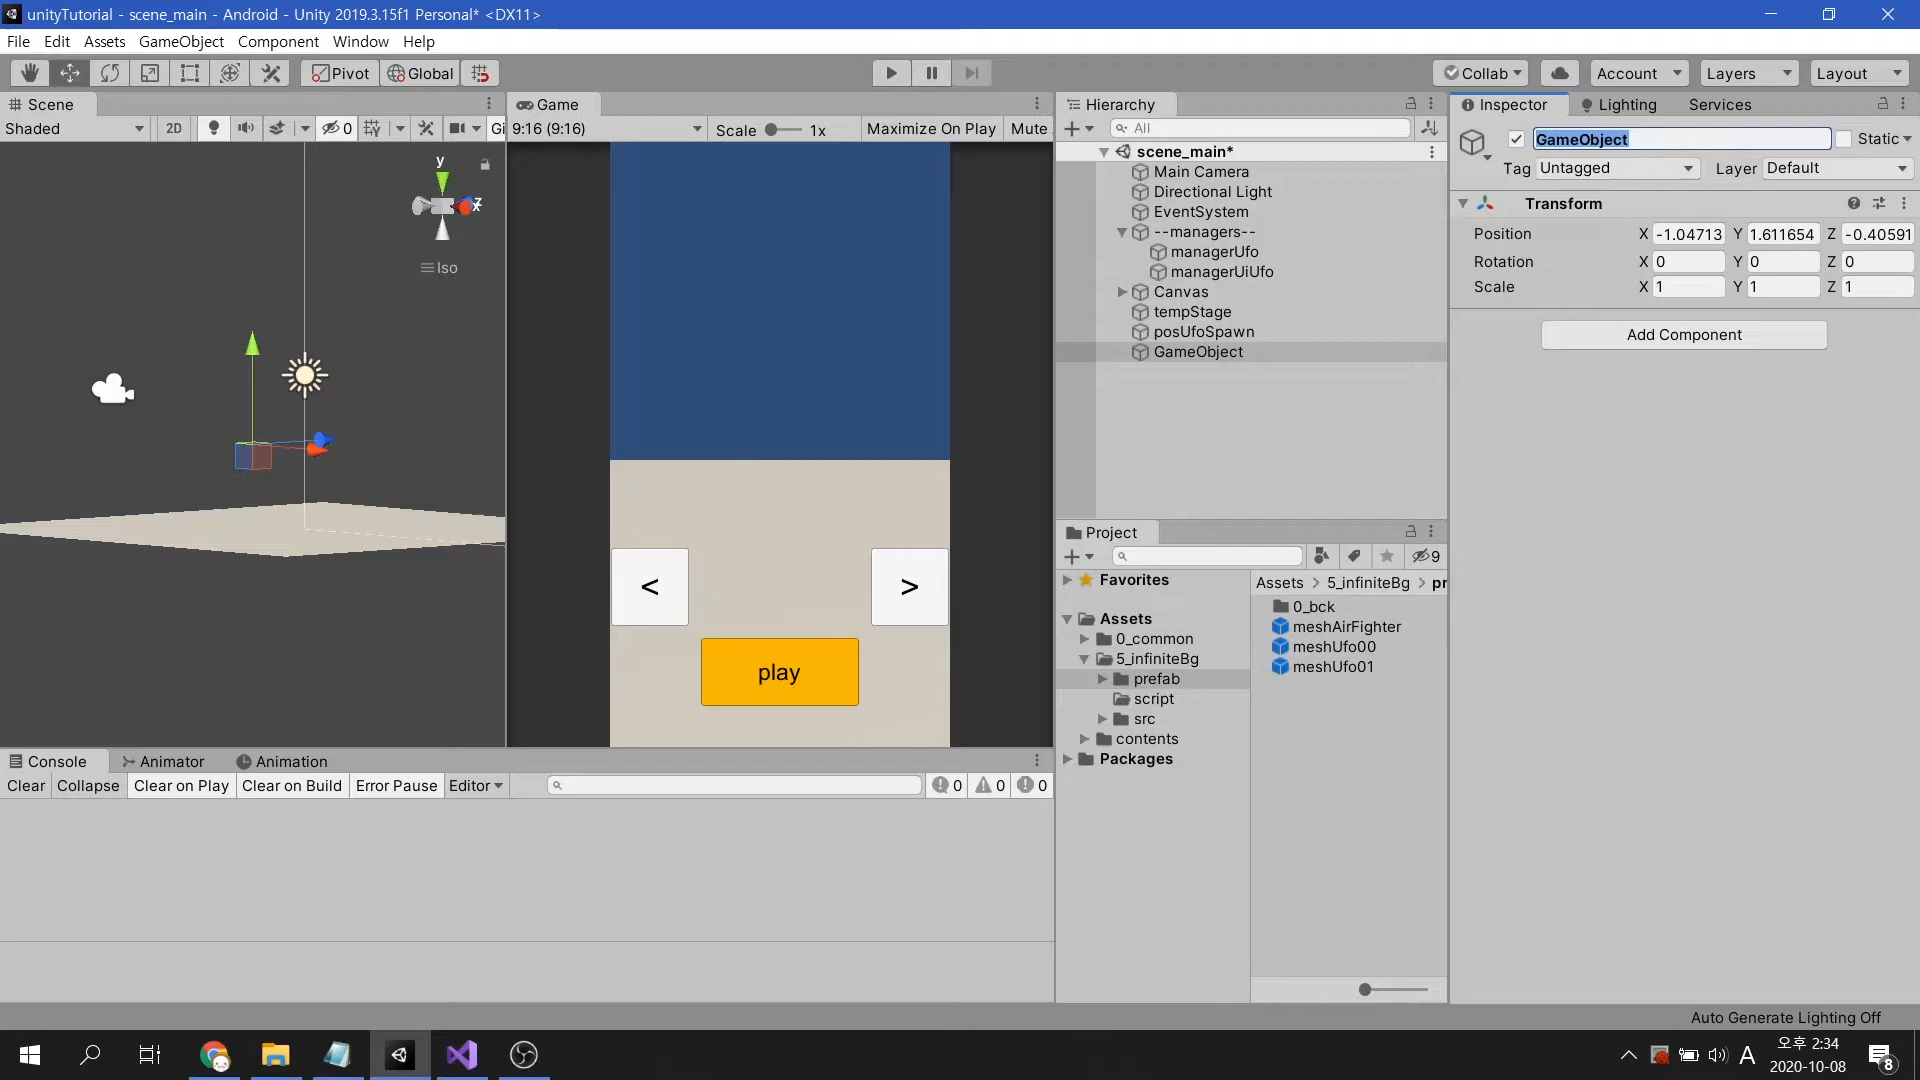 unityTutorial - scene_main - Android - Unity 2019.3.15f1 Personal* <DX11>
File Edit Assets GameObject Component Window Help
Pivot Global Collab Account Layers Layout
Scene
Shaded 2D 0 Gi
y
z
Iso
Game
9:16 (9:16) Scale 1x Maximize On Play Mute
<
>
play
Hierarchy
All
scene_main*
Main Camera
Directional Light
EventSystem
--managers--
managerUfo
managerUiUfo
Canvas
tempStage
posUfoSpawn
GameObject
Project
9
Favorites
Assets
0_common
5_infiniteBg
prefab
script
src
contents
Packages
Assets > 5_infiniteBg > pr
0_bck
meshAirFighter
meshUfo00
meshUfo01
Inspector Lighting Services
GameObject Static
Tag Untagged Layer Default
Transform
Position X -1.04713 Y 1.611654 Z -0.40591
Rotation X 0 Y 0 Z 0
Scale X 1 Y 1 Z 1
Add Component
Console Animator Animation
Clear Collapse Clear on Play Clear on Build Error Pause Editor 0 0 0
Auto Generate Lighting Off
A
오후 2:34
2020-10-08
8